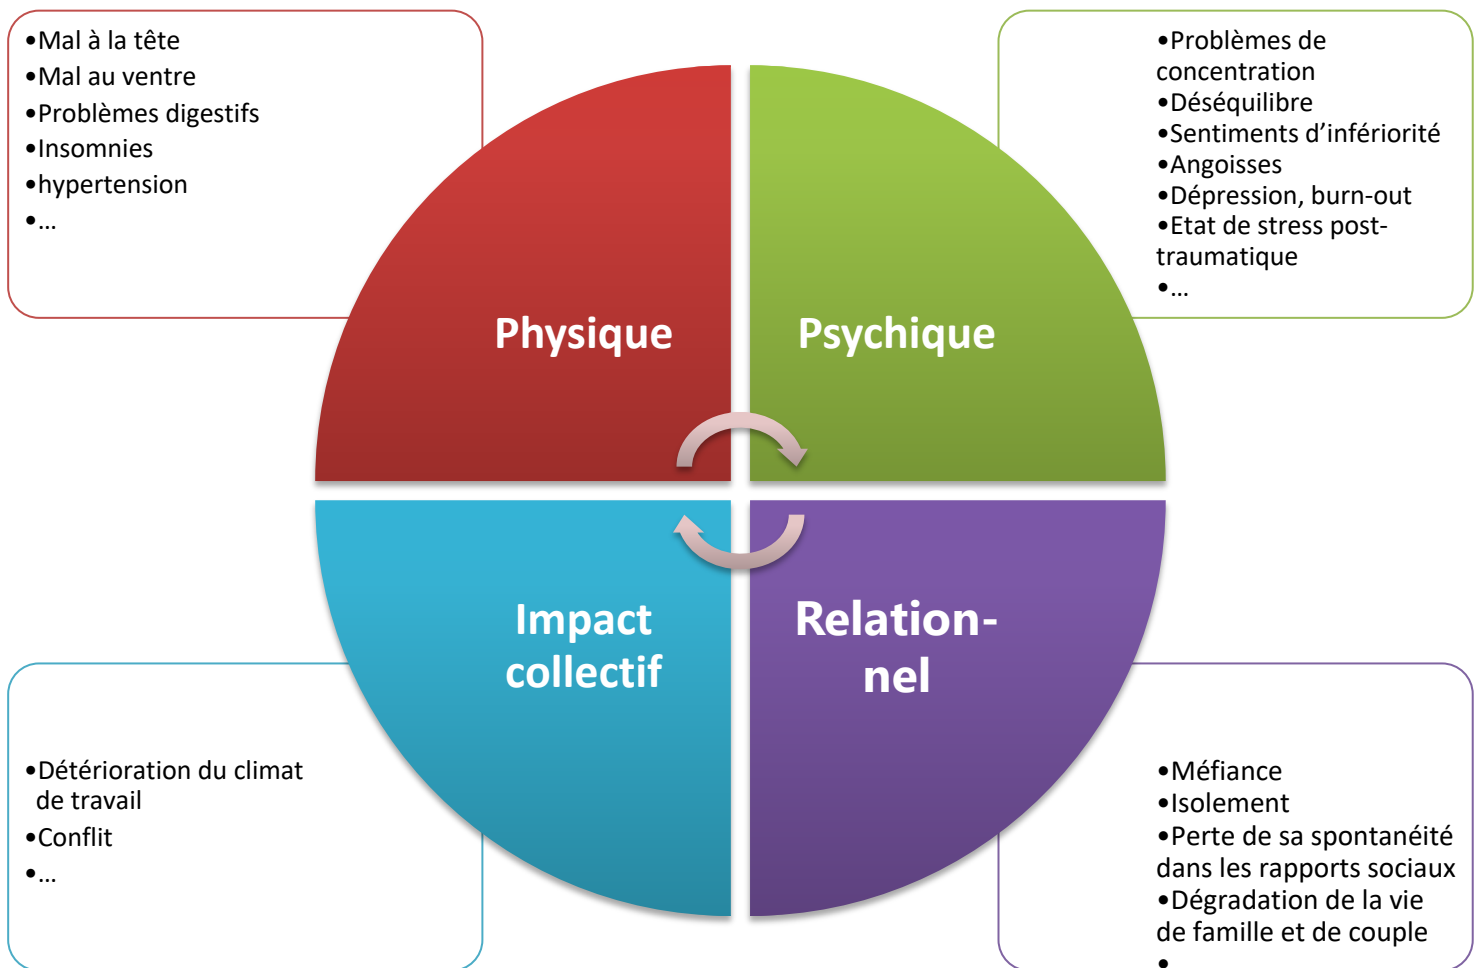 •Mal à la tête
•Mal au ventre
•Problèmes digestifs
•Insomnies
•hypertension
•...
•Problèmes de
concentration
•Déséquilibre
•Sentiments d’infériorité
•Angoisses
•Dépression, burn-out
•Etat de stress post-
traumatique
•...
Physique
Psychique
Impact
collectif
Relation-
nel
•Détérioration du climat
de travail
•Conflit
•...
•Méfiance
•Isolement
•Perte de sa spontanéité
dans les rapports sociaux
•Dégradation de la vie
de famille et de couple
•